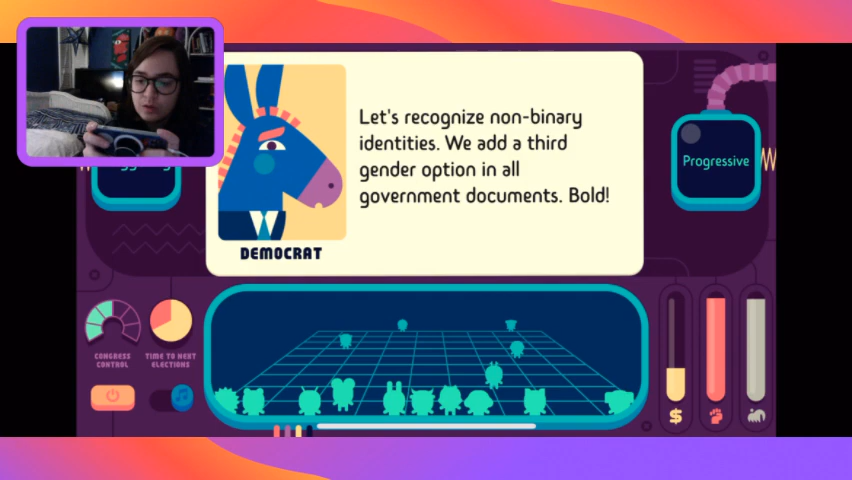 Let's recognize non-binary
identities. We add a third
gender option in all
government documents. Bold!
DEMOCRAT
Progressive
CONGRESS
CONTROL
TIME TO NEXT
ELECTIONS
$